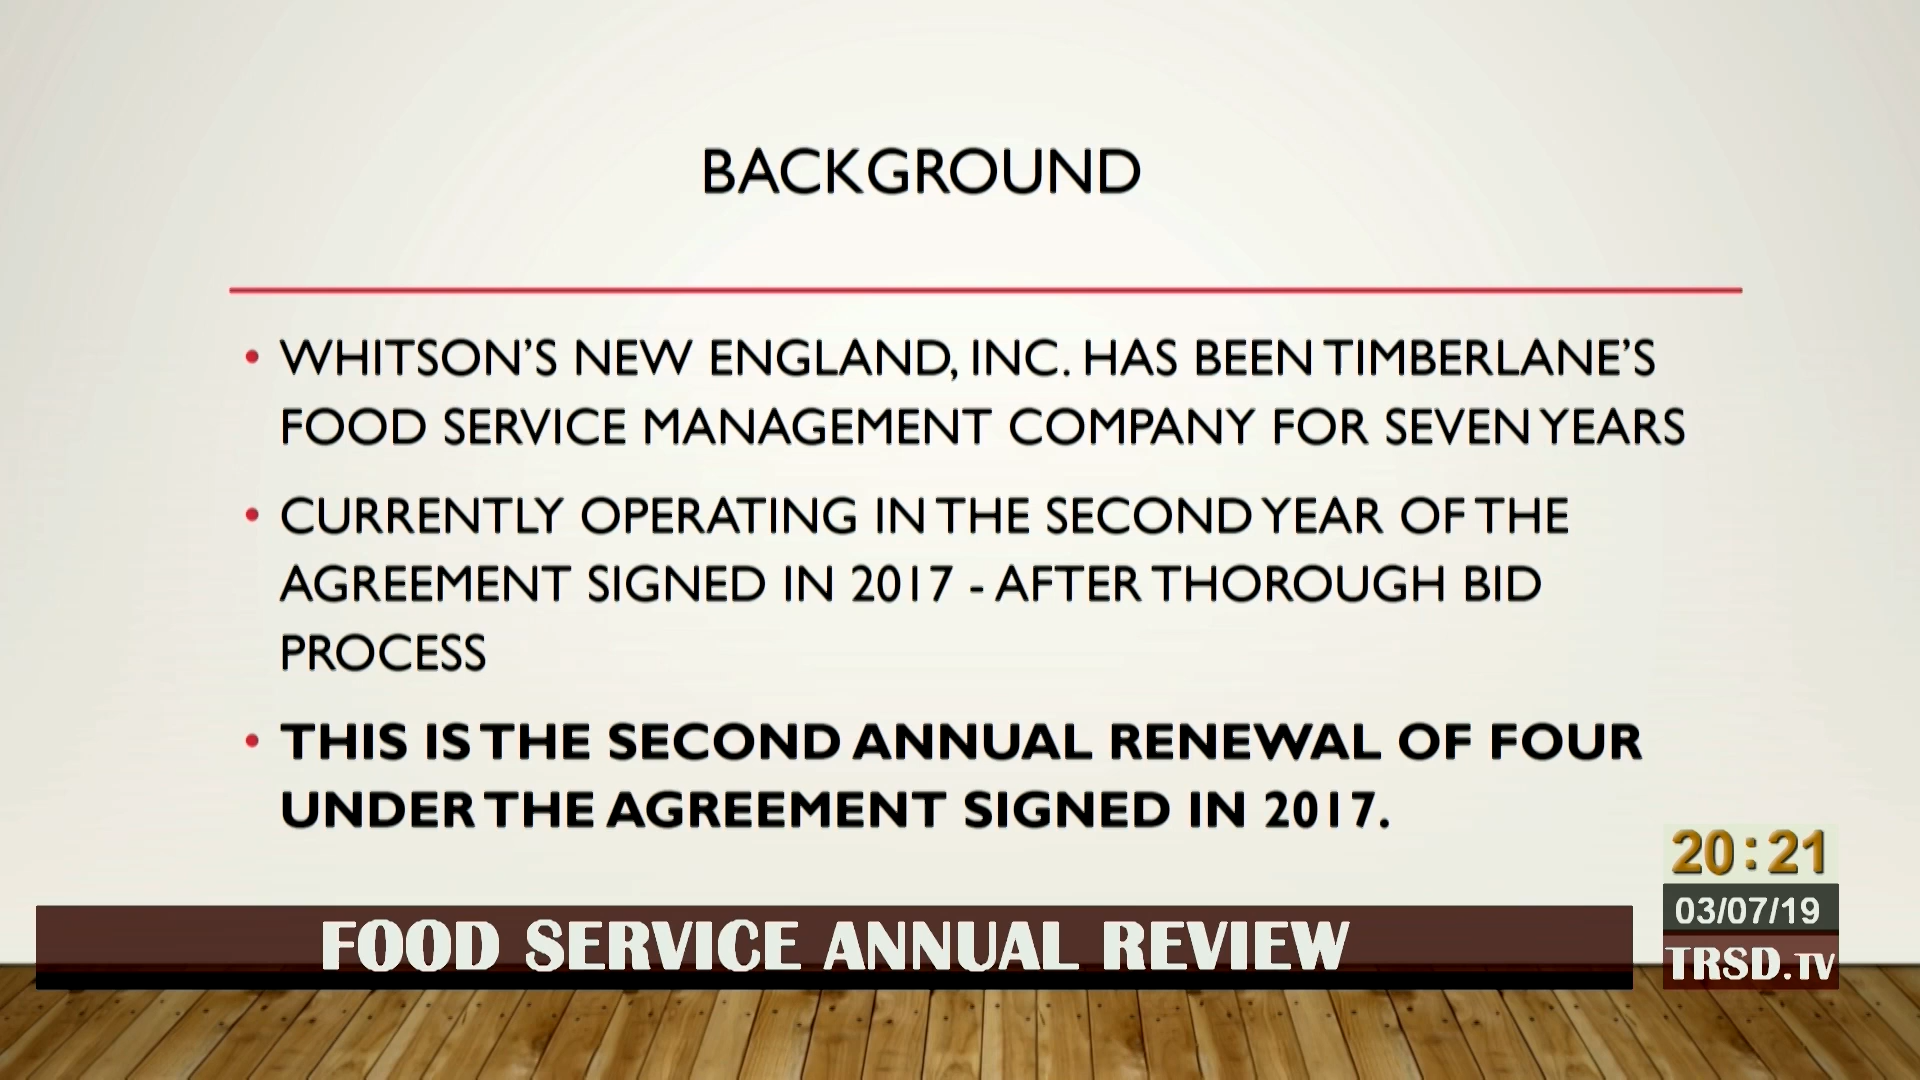 BACKGROUND
• WHITSON’S NEW ENGLAND, INC. HAS BEEN TIMBERLANE’S
FOOD SERVICE MANAGEMENT COMPANY FOR SEVEN YEARS
• CURRENTLY OPERATING IN THE SECOND YEAR OF THE
AGREEMENT SIGNED IN 2017 - AFTER THOROUGH BID
PROCESS
• THIS IS THE SECOND ANNUAL RENEWAL OF FOUR
UNDER THE AGREEMENT SIGNED IN 2017.
20:21
03/07/19
TRSD.TV
FOOD SERVICE ANNUAL REVIEW